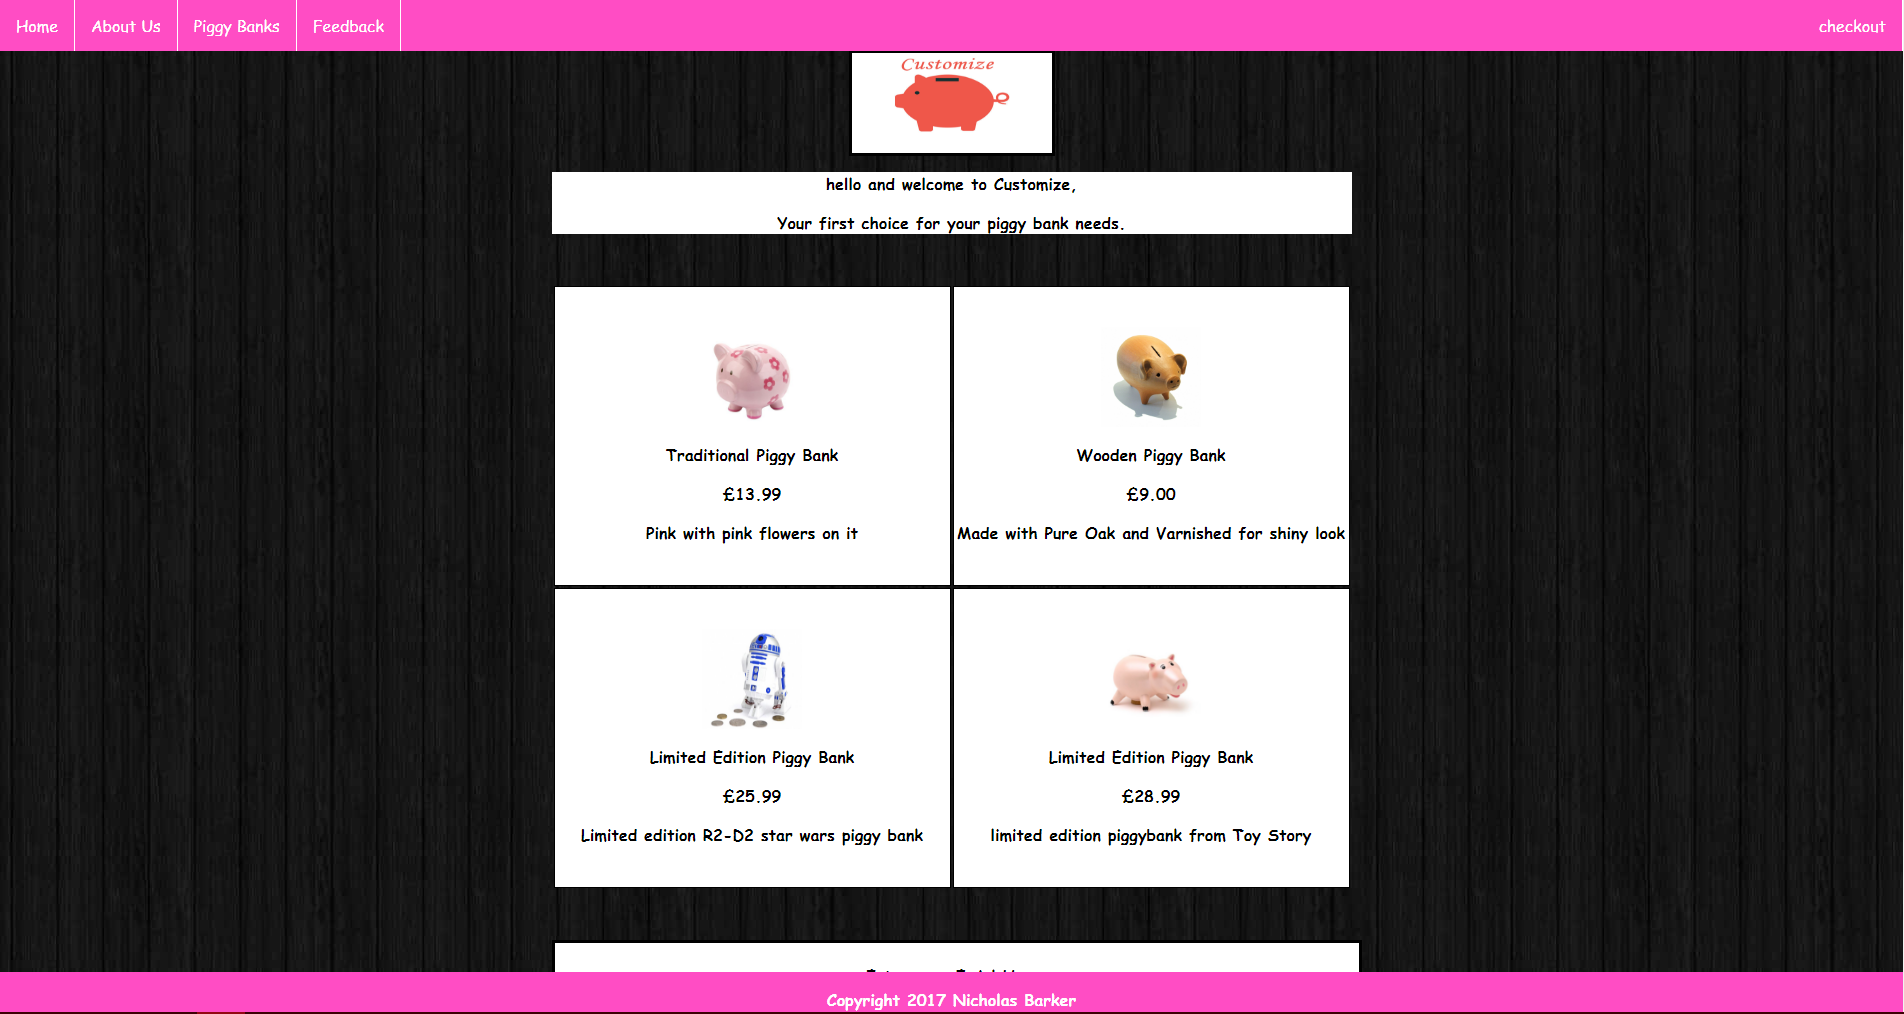 Home About Us Piggy Banks Feedback checkout
Customize
hello and welcome to Customize,
Your first choice for your piggy bank needs.
Traditional Piggy Bank
£13.99
Pink with pink flowers on it
Wooden Piggy Bank
£9.00
Made with Pure Oak and Varnished for shiny look
Limited Edition Piggy Bank
£25.99
Limited edition R2-D2 star wars piggy bank
Limited Edition Piggy Bank
£28.99
limited edition piggybank from Toy Story
Copyright 2017 Nicholas Barker